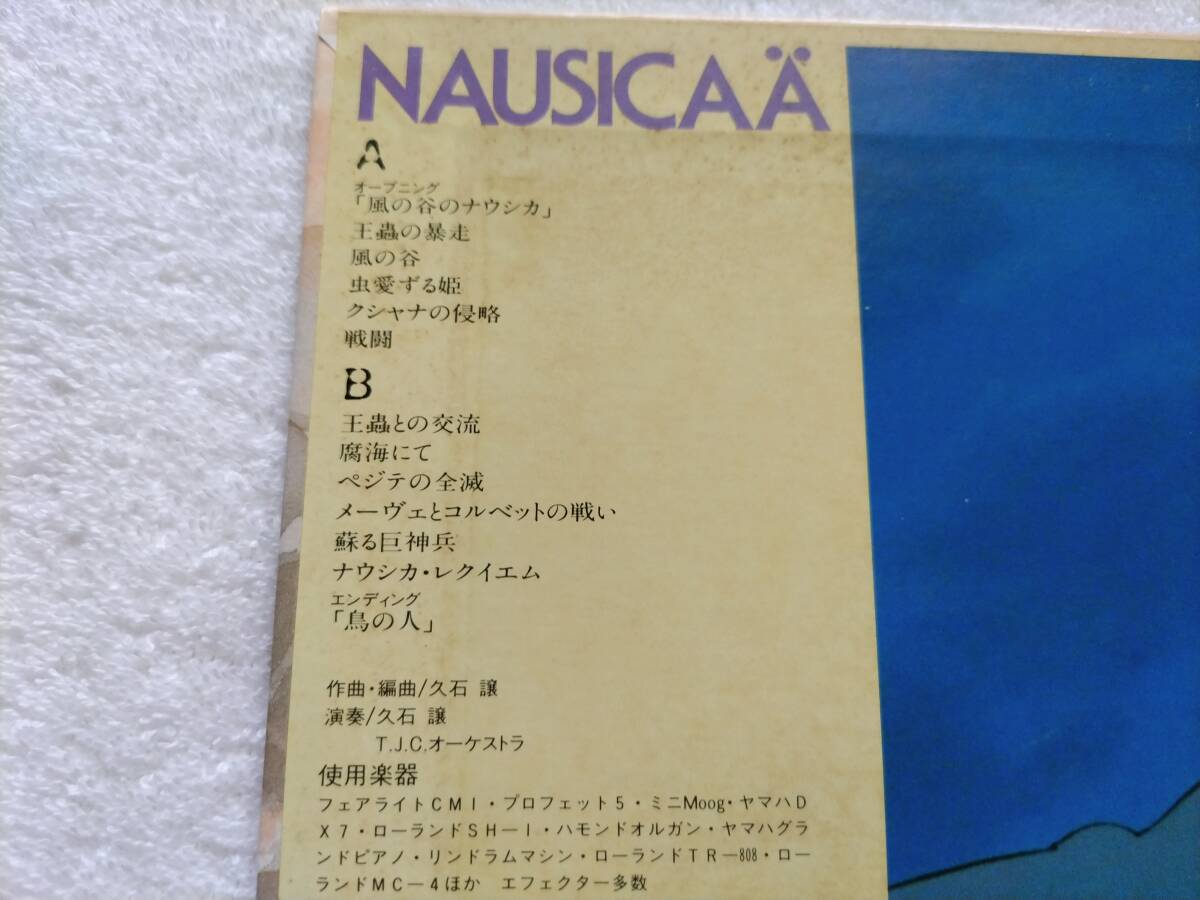 NAUSICAÄ
A
オープニング
「風の谷のナウシカ」
王蟲の暴走
風の谷
虫愛ずる姫
クシャナの侵略
戦闘
B
王蟲との交流
腐海にて
ペジテの全滅
メーヴェとコルベットの戦い
蘇る巨神兵
ナウシカ・レクイエム
エンディング
「鳥の人」
作曲・編曲/久石 譲
演奏/久石 譲
T.J.C.オーケストラ
使用楽器
フェアライトCMI・プロフェット5・ミニMoog・ヤマハD
X7・ローランドSH—1・ハモンドオルガン・ヤマハグラ
ンドピアノ・リンドラムマシン・ローランドTR—808・ロー
ランドMC—4ほか エフェクター多数